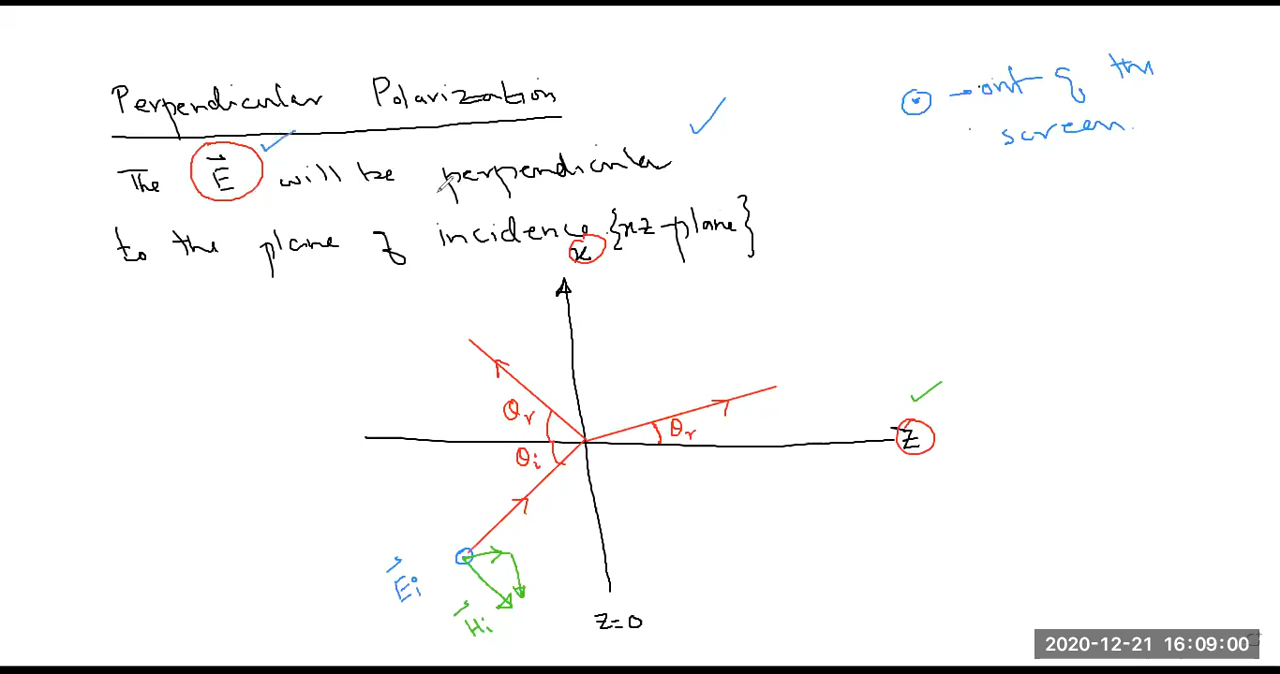 Perpendicular Polarization
The E will be perpendicular
to the plane of incidence {xz-plane}
→ out of the
screen.
x
θr
θr
θi
z
Ei
Hi
z=0
2020-12-21 16:09:00